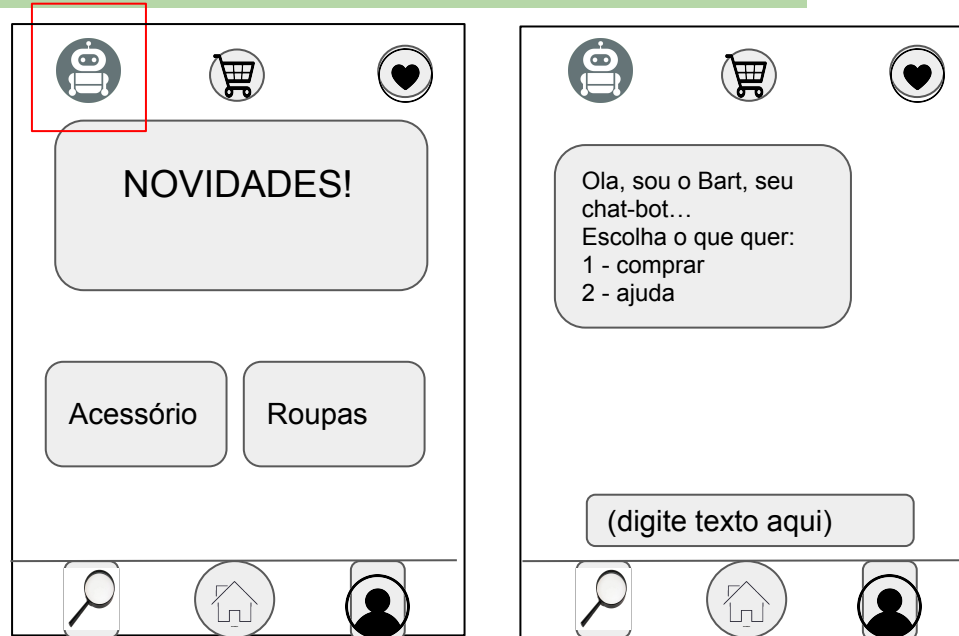 NOVIDADES!
Acessório
Roupas
Ola, sou o Bart, seu
chat-bot…
Escolha o que quer:
1 - comprar
2 - ajuda
(digite texto aqui)